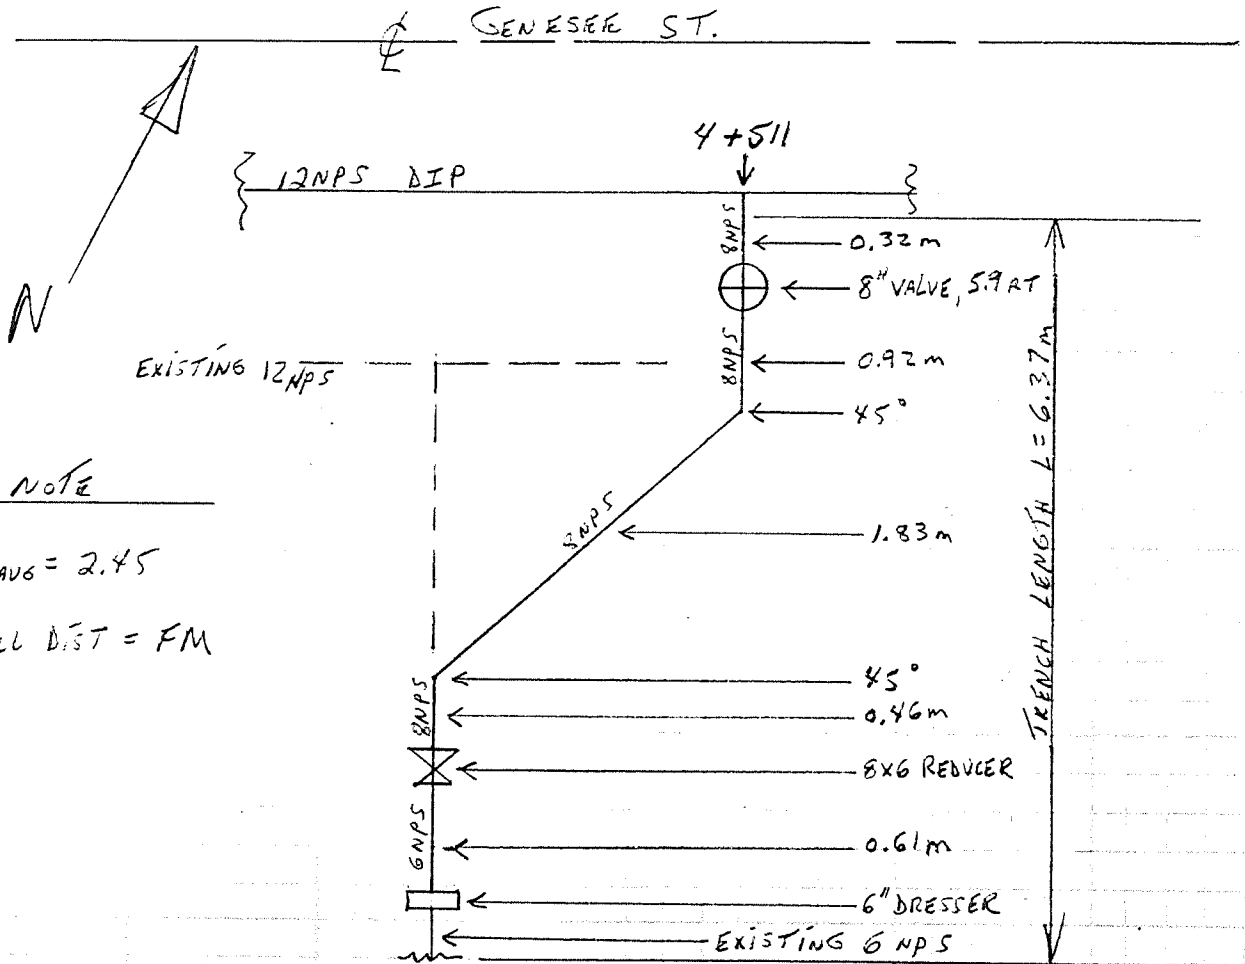 ℄ GENESEE ST.
4+511
12NPS DIP
8NPS
0.32m
8" VALVE, 5.9 RT
N
8NPS
0.92m
EXISTING 12NPS
45°
NOTE
8NPS
1.83m
AVG = 2.45
DIST = FM
TRENCH LENGTH L = 6.37m
45°
8NPS
0.46m
8X6 REDUCER
6NPS
0.61m
6" DRESSER
EXISTING 6 NPS